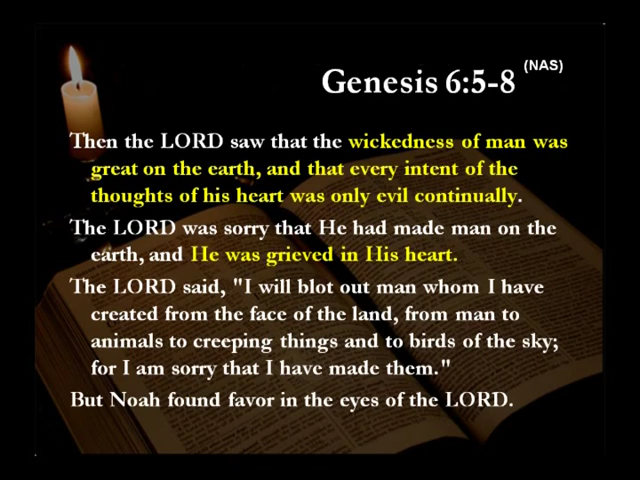 Genesis 6:5-8 (NAS)
Then the LORD saw that the wickedness of man was
great on the earth, and that every intent of the
thoughts of his heart was only evil continually.
The LORD was sorry that He had made man on the
earth, and He was grieved in His heart.
The LORD said, "I will blot out man whom I have
created from the face of the land, from man to
animals to creeping things and to birds of the sky;
for I am sorry that I have made them."
But Noah found favor in the eyes of the LORD.